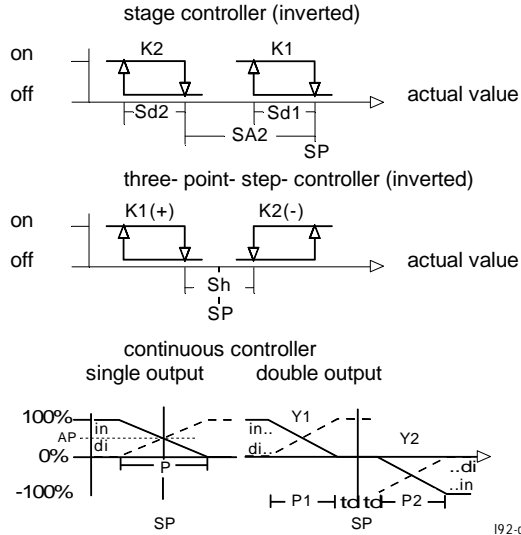 stage controller (inverted)
K2 K1
on
off
actual value
Sd2 Sd1
SA2
SP
three- point- step- controller (inverted)
K1(+) K2(-)
on
off
actual value
Sh
SP
continuous controller
single output double output
100%
AP
in
di
0%
-100%
P
SP
in..
di..
Y1
Y2
..di
..in
P1 td td P2
SP